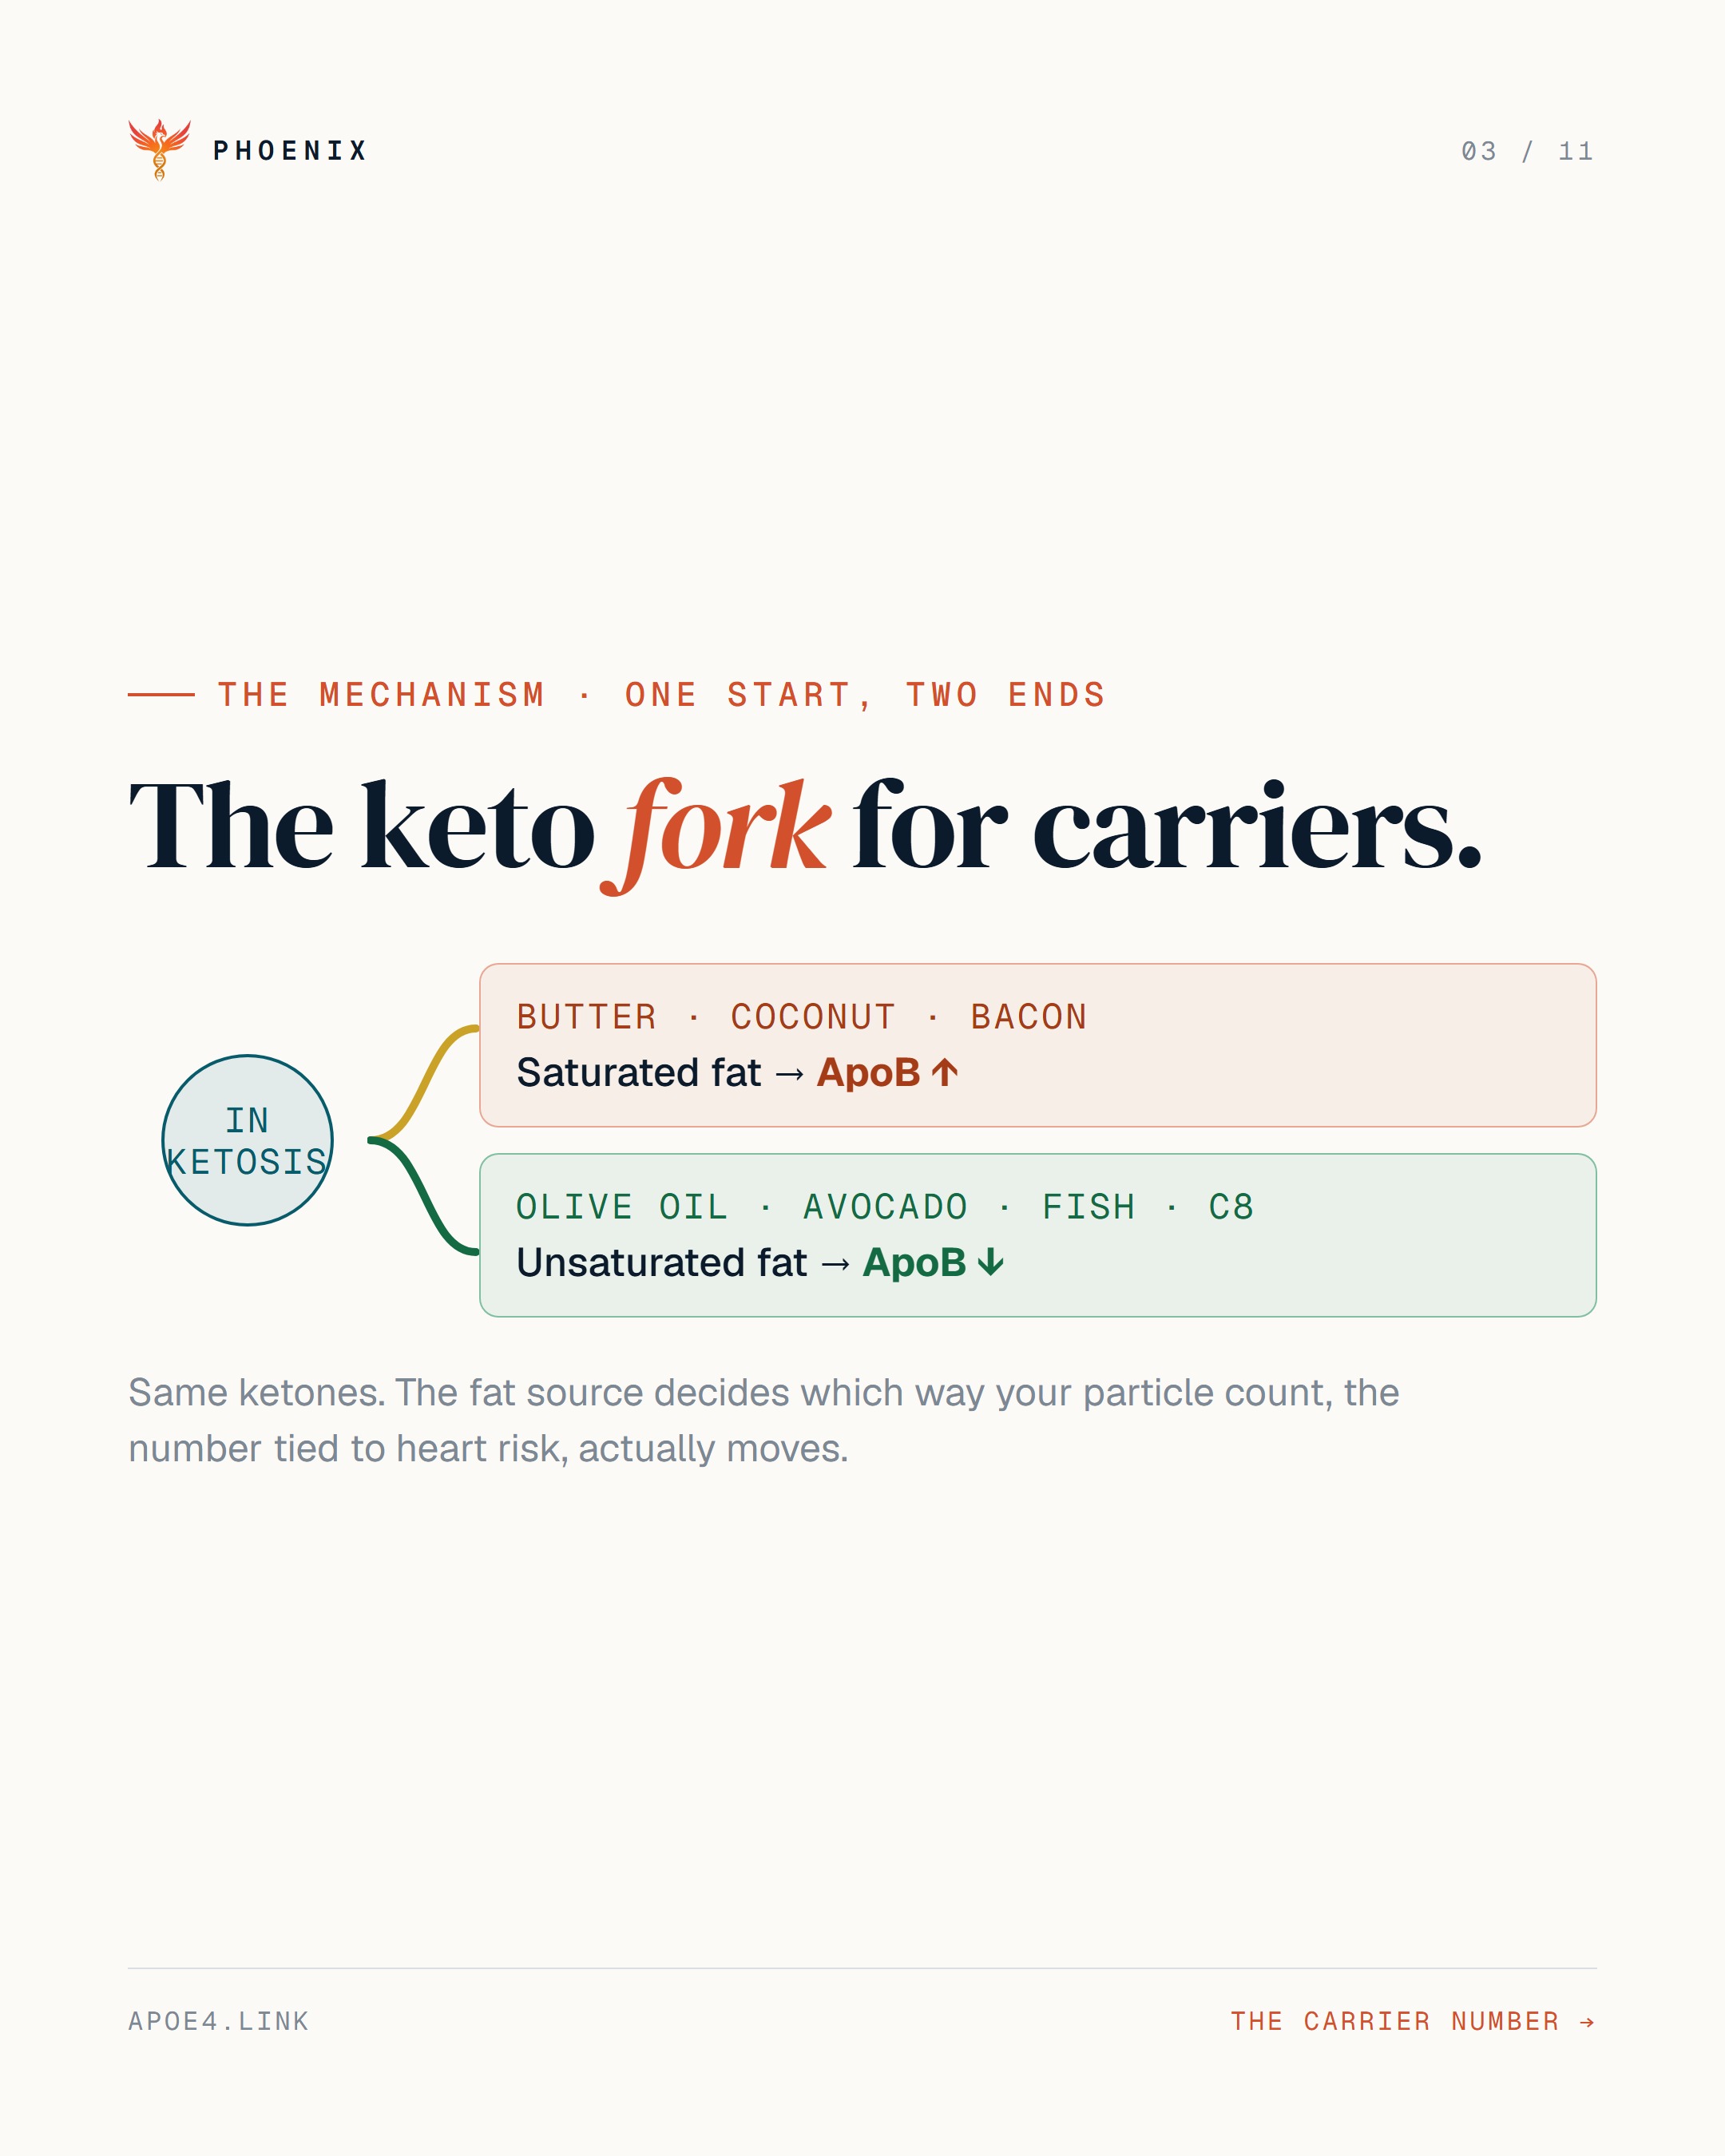 PHOENIX
03 / 11
THE MECHANISM · ONE START, TWO ENDS
The keto fork for carriers.
BUTTER · COCONUT · BACON
Saturated fat → ApoB ↑
IN
KETOSIS
OLIVE OIL · AVOCADO · FISH · C8
Unsaturated fat → ApoB ↓
Same ketones. The fat source decides which way your particle count, the
number tied to heart risk, actually moves.
APOE4.LINK
THE CARRIER NUMBER →